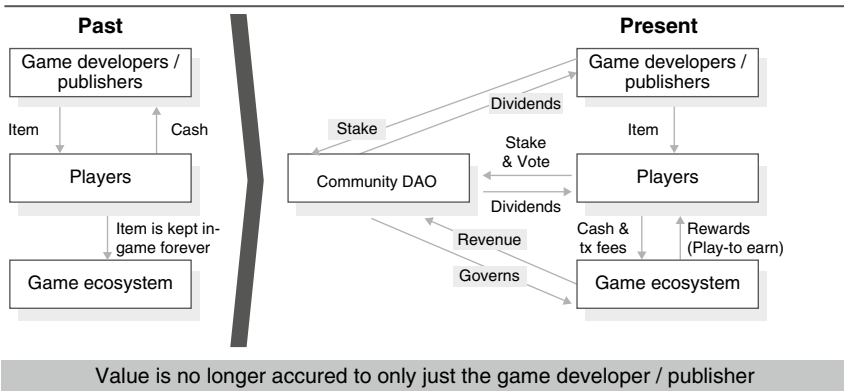 Past
Game developers /
publishers
Item
Cash
Players
Item is kept in-
game forever
Game ecosystem
Present
Game developers /
publishers
Stake
Dividends
Item
Community DAO
Stake
& Vote
Dividends
Players
Revenue
Governs
Cash &
tx fees
Rewards
(Play-to earn)
Game ecosystem
Value is no longer accured to only just the game developer / publisher